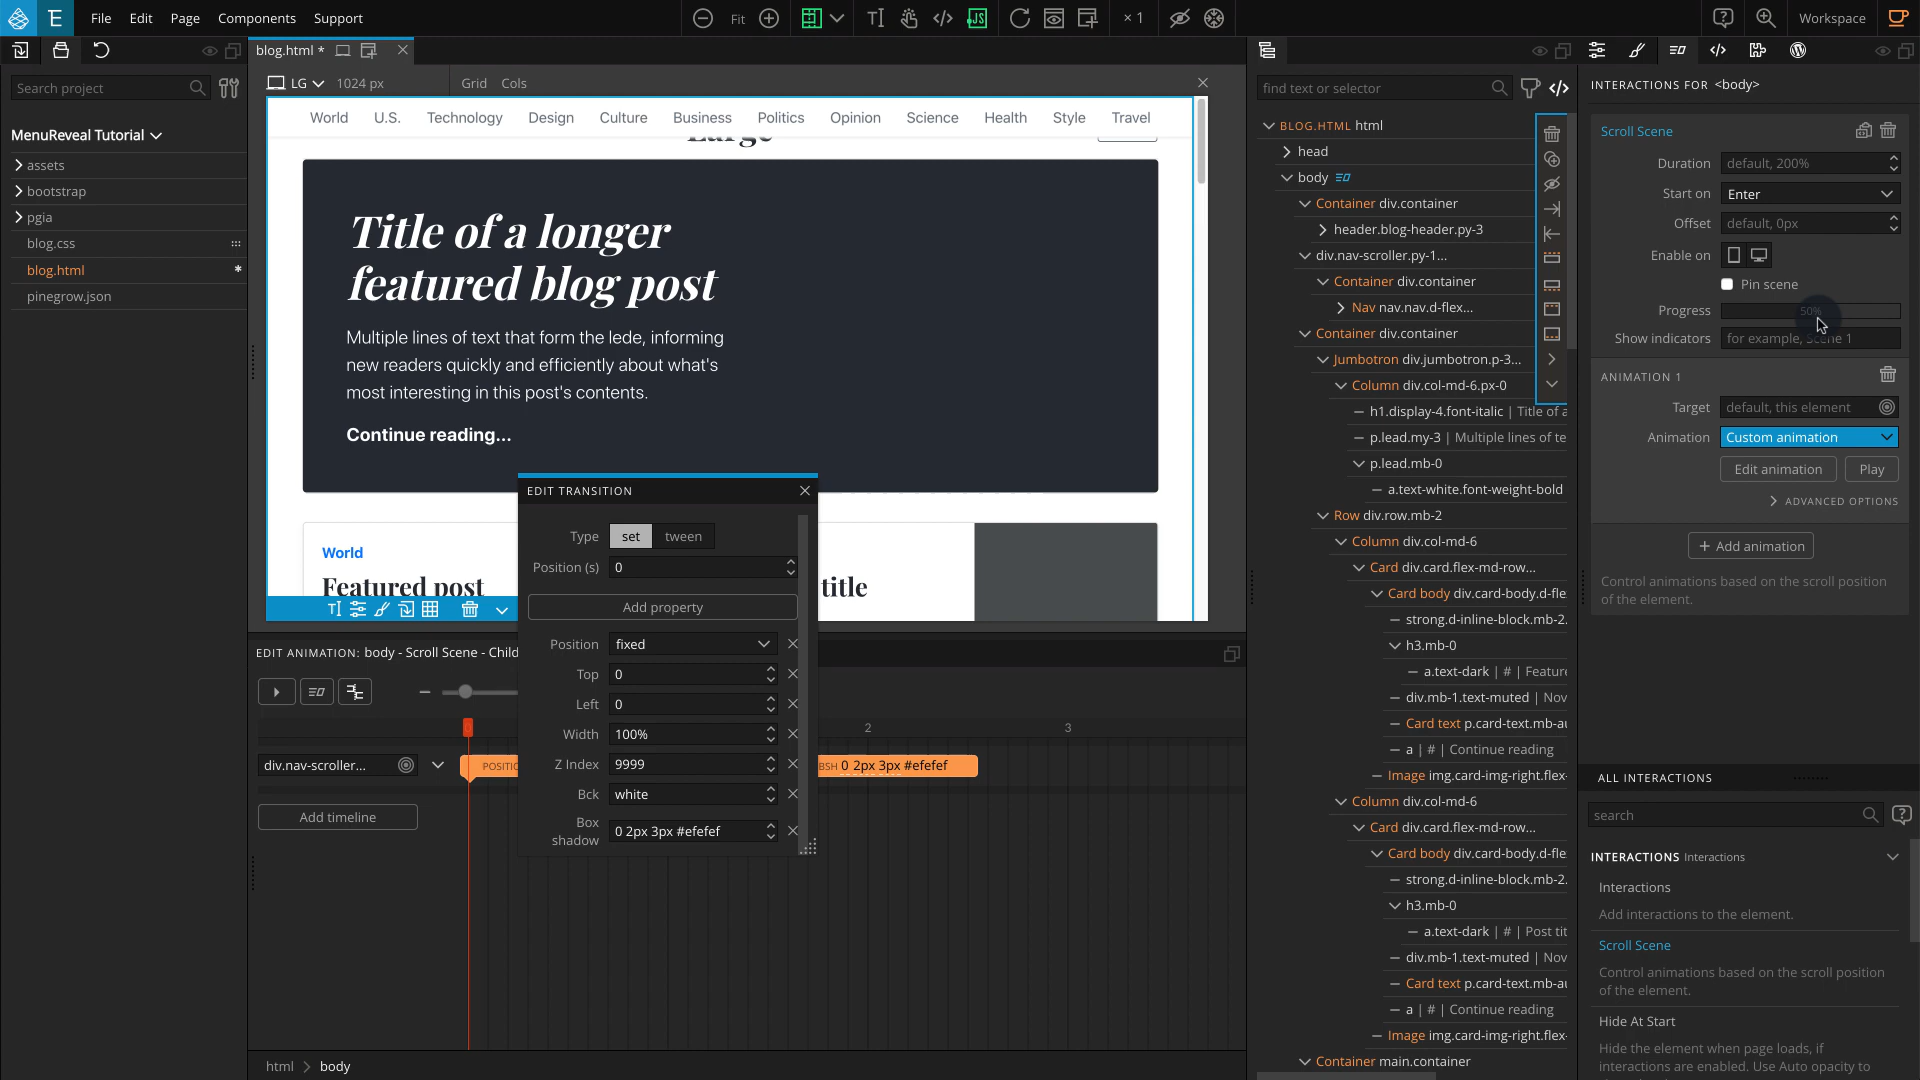 E File Edit Page Components Support Fit JS × 1 Workspace
Search project
MenuReveal Tutorial
assets
bootstrap
pgia
blog.css
blog.html *
pinegrow.json
blog.html *
LG 1024 px Grid Cols
World U.S. Technology Design Culture Business Politics Opinion Science Health Style Travel
Large
Title of a longer
featured blog post
Multiple lines of text that form the lede, informing
new readers quickly and efficiently about what's
most interesting in this post's contents.
Continue reading...
World
Featured post
title
EDIT TRANSITION
Type set tween
Position (s) 0
Add property
Position fixed
Top 0
Left 0
Width 100%
Z Index 9999
Bck white
Box
shadow 0 2px 3px #efefef
EDIT ANIMATION: body - Scroll Scene - Child
2 3
div.nav-scroller... POSITIO BSH 0 2px 3px #efefef
Add timeline
html > body
find text or selector
BLOG.HTML html
head
body
Container div.container
header.blog-header.py-3
div.nav-scroller.py-1...
Container div.container
Nav nav.nav.d-flex...
Container div.container
Jumbotron div.jumbotron.p-3...
Column div.col-md-6.px-0
h1.display-4.font-italic | Title of a
p.lead.my-3 | Multiple lines of te
p.lead.mb-0
a.text-white.font-weight-bold
Row div.row.mb-2
Column div.col-md-6
Card div.card.flex-md-row...
Card body div.card-body.d-fle
strong.d-inline-block.mb-2.
h3.mb-0
a.text-dark | # | Feature
div.mb-1.text-muted | Nov
Card text p.card-text.mb-au
a | # | Continue reading
Image img.card-img-right.flex-
Column div.col-md-6
Card div.card.flex-md-row...
Card body div.card-body.d-fle
strong.d-inline-block.mb-2.
h3.mb-0
a.text-dark | # | Post tit
div.mb-1.text-muted | Nov
Card text p.card-text.mb-au
a | # | Continue reading
Image img.card-img-right.flex-
Container main.container
INTERACTIONS FOR <body>
Scroll Scene
Duration default, 200%
Start on Enter
Offset default, 0px
Enable on
Pin scene
Progress 50%
Show indicators for example, Scene 1
ANIMATION 1
Target default, this element
Animation Custom animation
Edit animation Play
ADVANCED OPTIONS
+ Add animation
Control animations based on the scroll position
of the element.
ALL INTERACTIONS
search
INTERACTIONS Interactions
Interactions
Add interactions to the element.
Scroll Scene
Control animations based on the scroll position
of the element.
Hide At Start
Hide the element when page loads, if
interactions are enabled. Use Auto opacity to